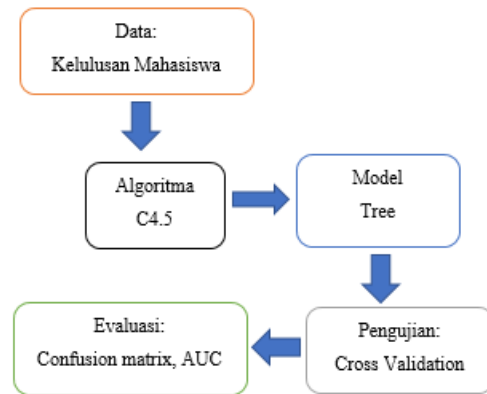 Data:
Kelulusan Mahasiswa
Algoritma
C4.5
Model
Tree
Pengujian:
Cross Validation
Evaluasi:
Confusion matrix, AUC